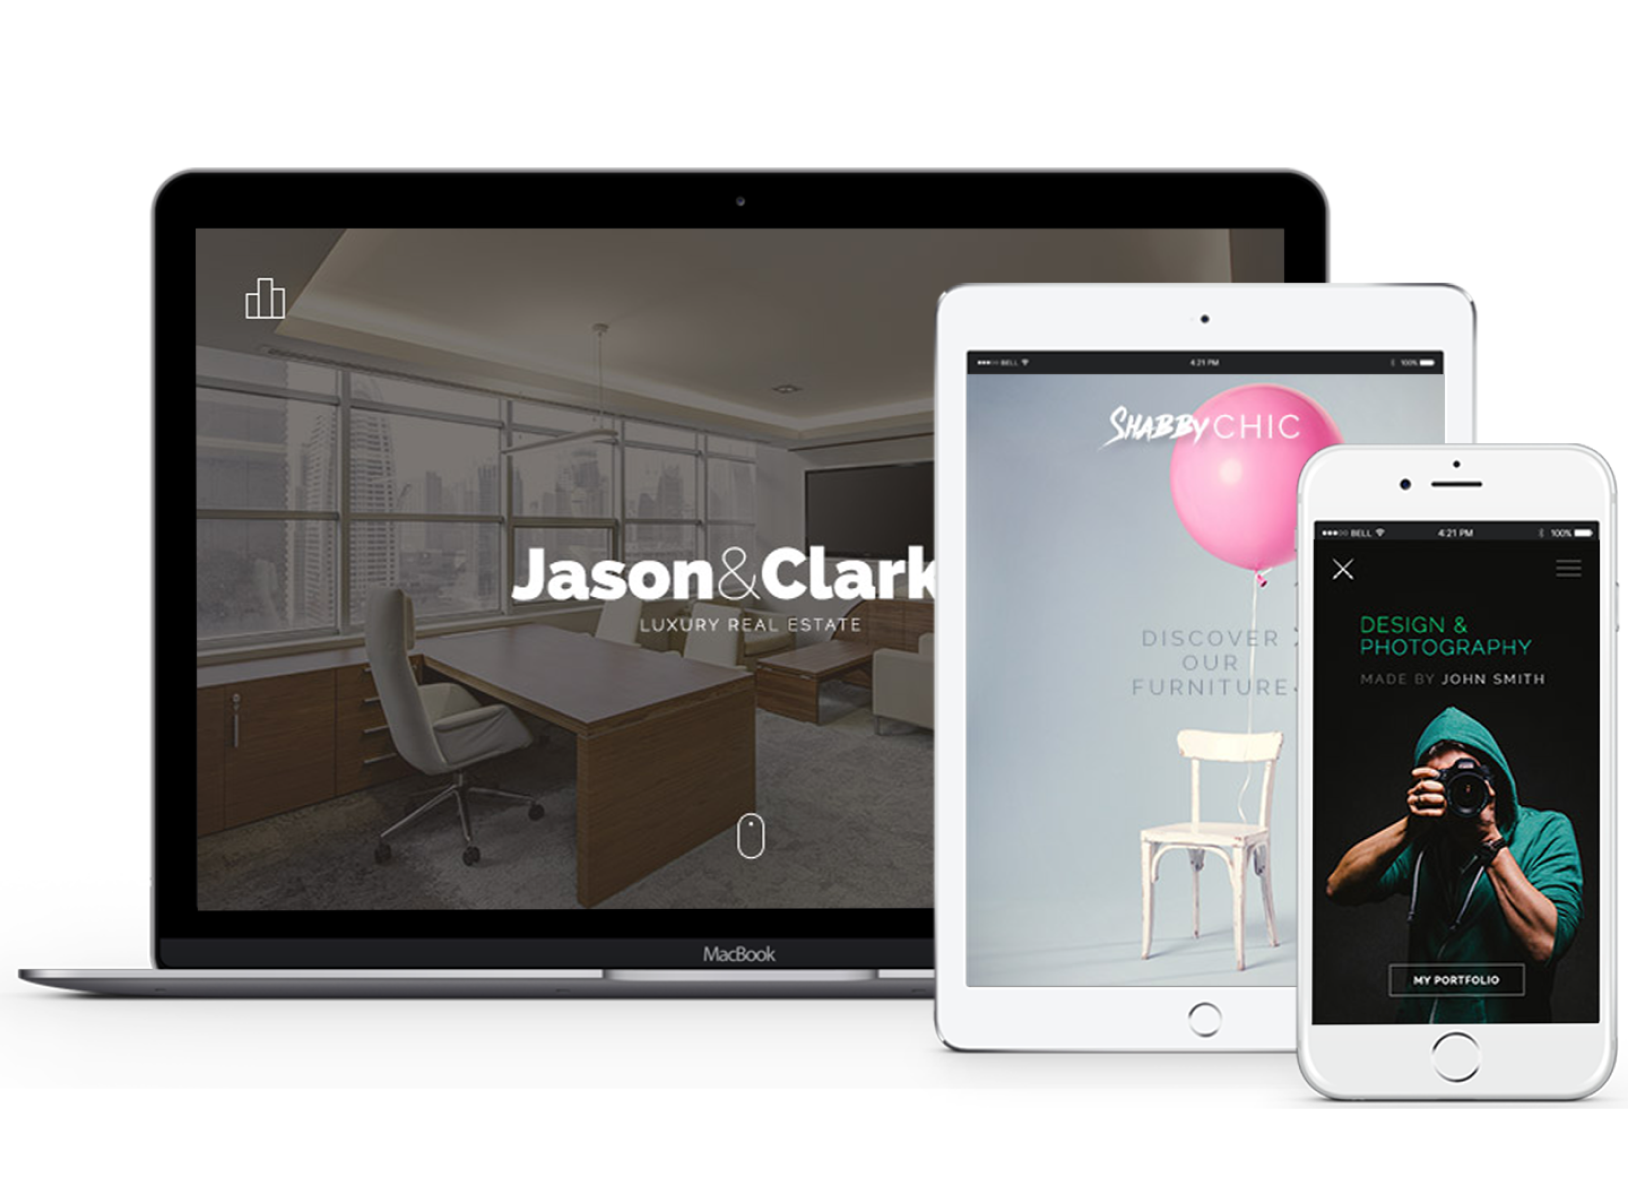 Jason&Clark
LUXURY REAL ESTATE
MacBook
BELL
4:21 PM
100%
SHABBY CHIC
DISCOVER
OUR
FURNITURE
BELL
4:21 PM
100%
DESIGN &
PHOTOGRAPHY
MADE BY JOHN SMITH
MY PORTFOLIO